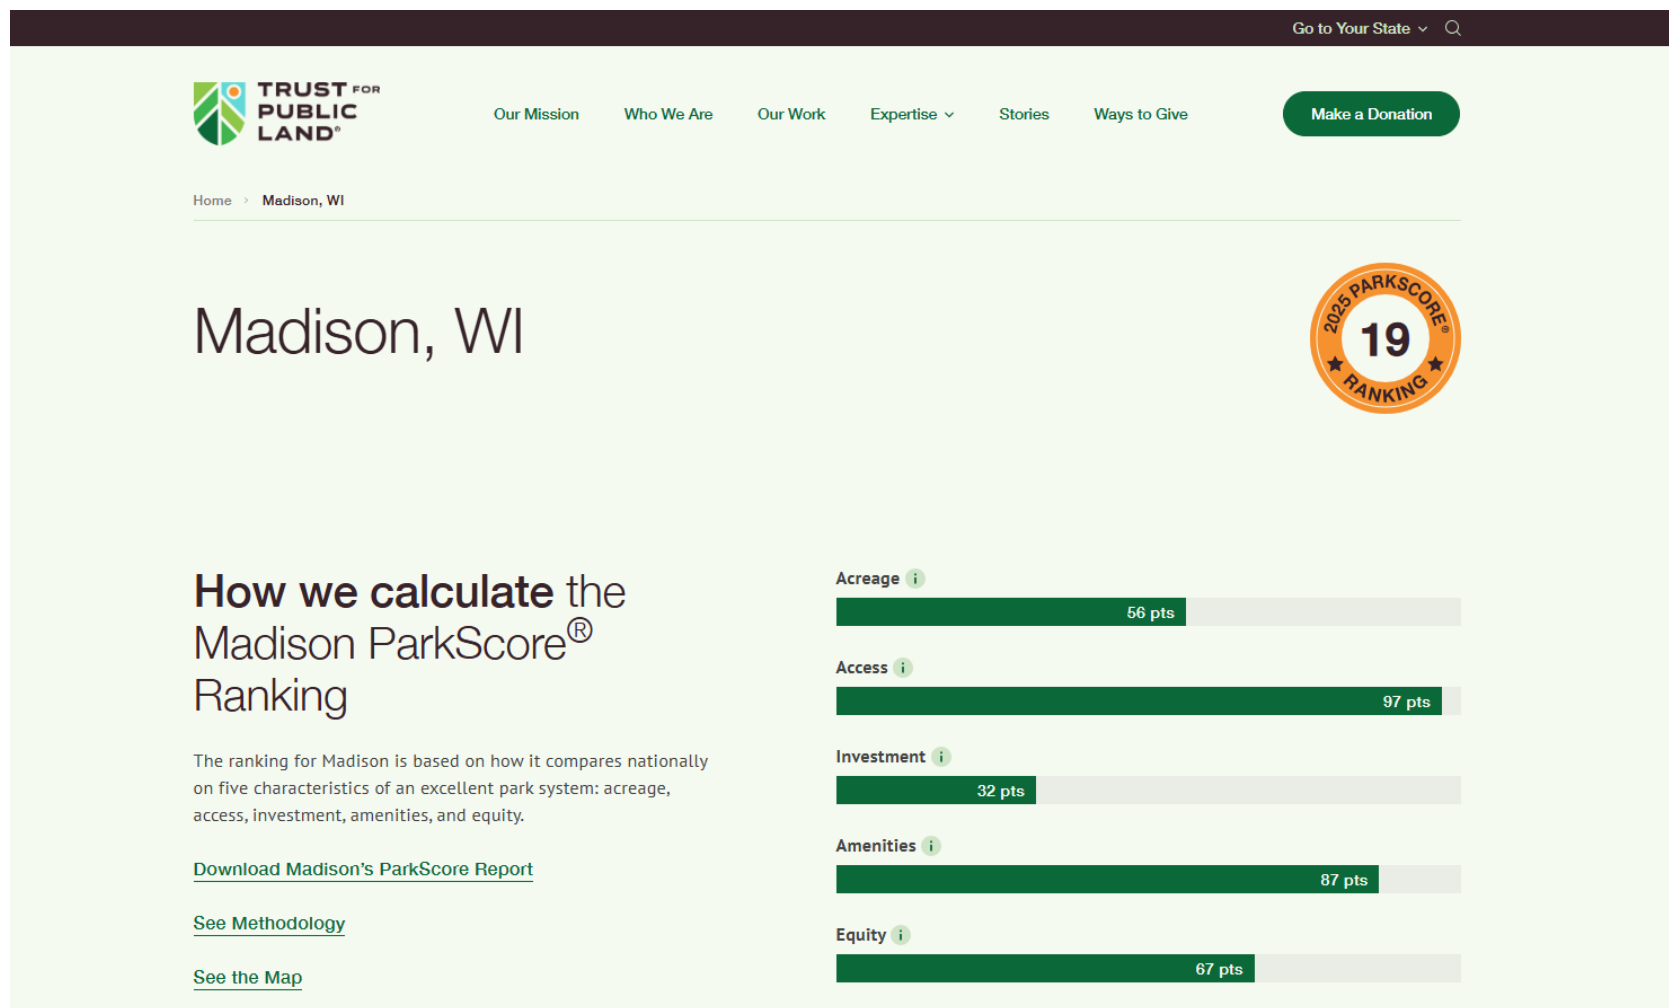 Go to Your State
TRUST FOR
PUBLIC
LAND®
Our Mission
Who We Are
Our Work
Expertise
Stories
Ways to Give
Make a Donation
Home › Madison, WI
Madison, WI
2025 PARKSCORE®
19
RANKING
How we calculate the
Madison ParkScore®
Ranking
The ranking for Madison is based on how it compares nationally
on five characteristics of an excellent park system: acreage,
access, investment, amenities, and equity.
Download Madison’s ParkScore Report
See Methodology
See the Map
Acreage i
56 pts
Access i
97 pts
Investment i
32 pts
Amenities i
87 pts
Equity i
67 pts